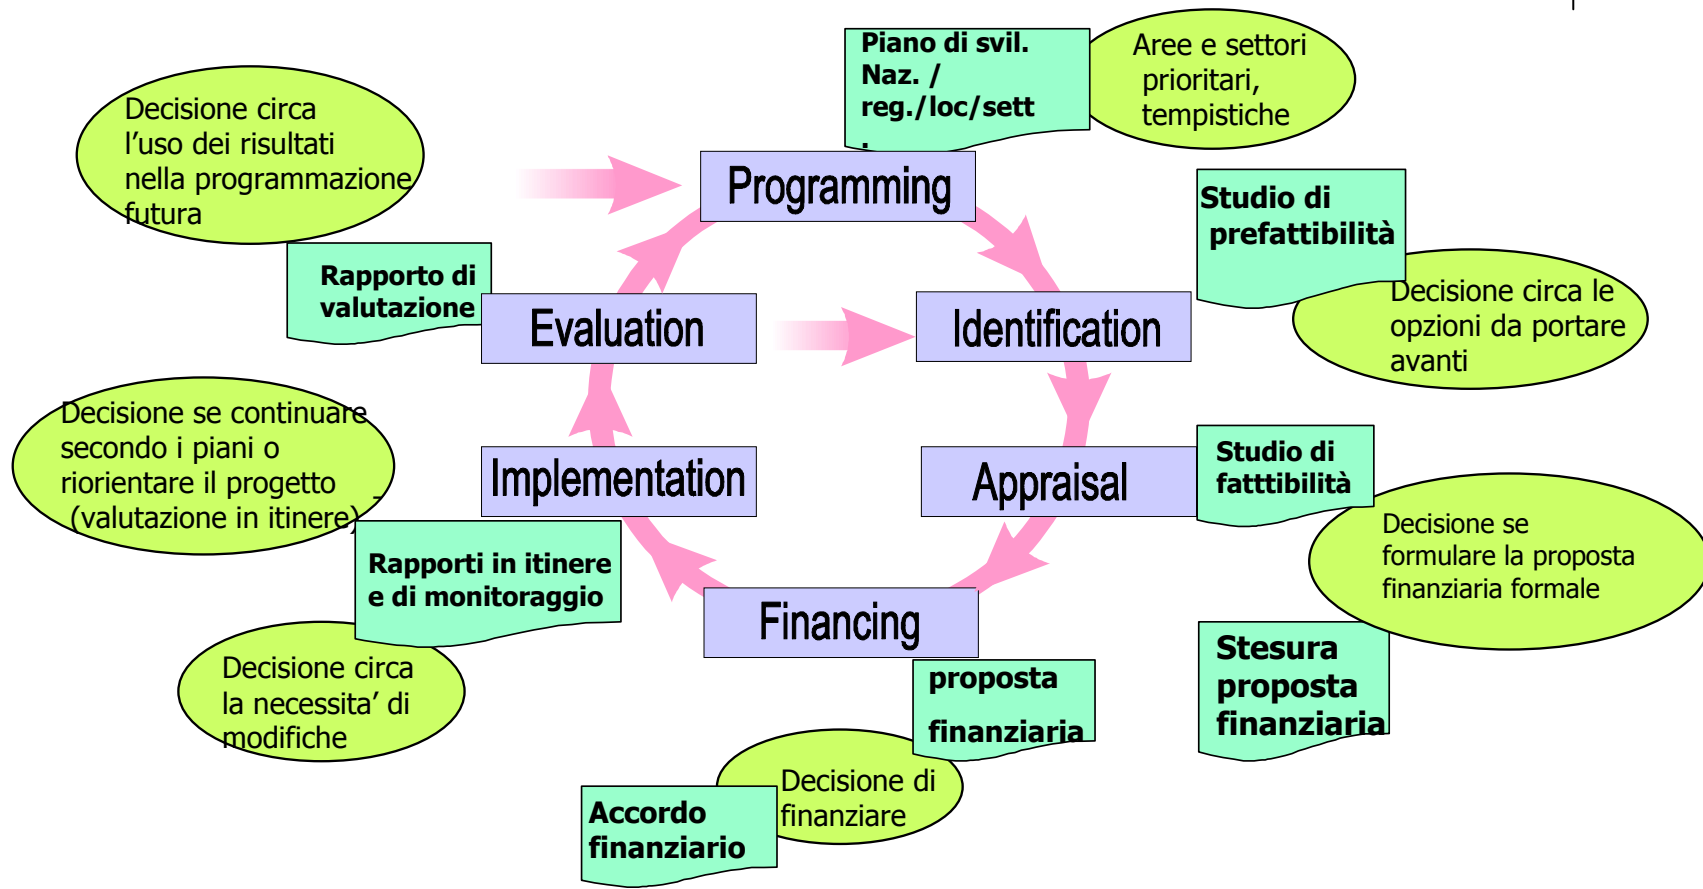 Piano di svil.
Naz. /
reg./loc/sett
.
Aree e settori
prioritari,
tempistiche
Decisione circa
l'uso dei risultati
nella programmazione
futura
Programming
Studio di
prefattibilità
Rapporto di
valutazione
Evaluation
Identification
Decisione circa le
opzioni da portare
avanti
Decisione se continuare
secondo i piani o
riorientare il progetto
(valutazione in itinere)
Implementation
Appraisal
Studio di
fatttibilità
Decisione se
formulare la proposta
finanziaria formale
Rapporti in itinere
e di monitoraggio
Financing
Stesura
proposta
finanziaria
Decisione circa
la necessita’ di
modifiche
proposta
finanziaria
Decisione di
finanziare
Accordo
finanziario